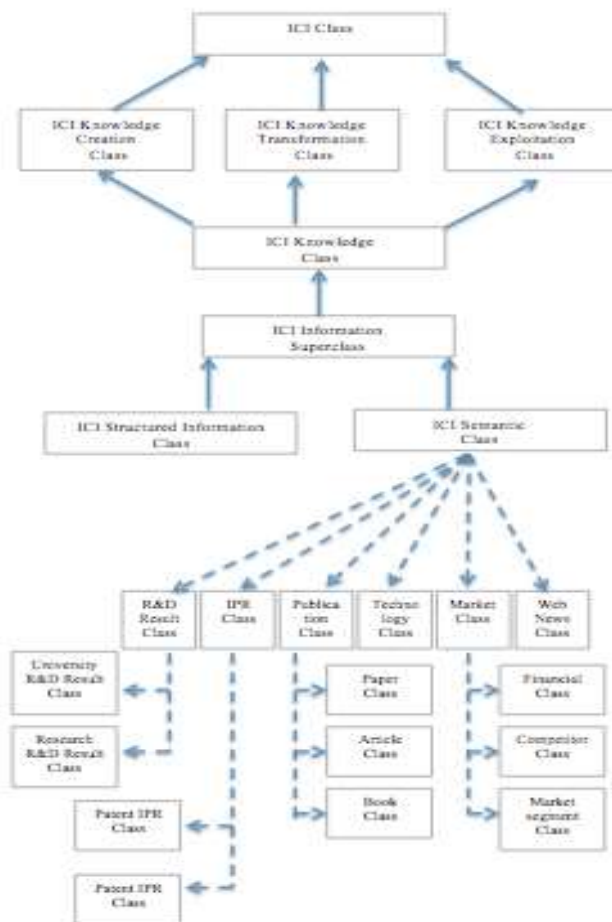 ICI Class
ICI Knowledge
Creation
Class
ICI Knowledge
Transformation
Class
ICI Knowledge
Exploitation
Class
ICI Knowledge
Class
ICI Information
Superclass
ICI Structured Information
Class
ICI Semantic
Class
R&D
Result
Class
IPR
Class
Publica
tion
Class
Techno
logy
Class
Market
Class
Web
News
Class
University
R&D Result
Class
Research
R&D Result
Class
Patent IPR
Class
Patent IPR
Class
Paper
Class
Article
Class
Book
Class
Financial
Class
Competitor
Class
Market
segment
Class